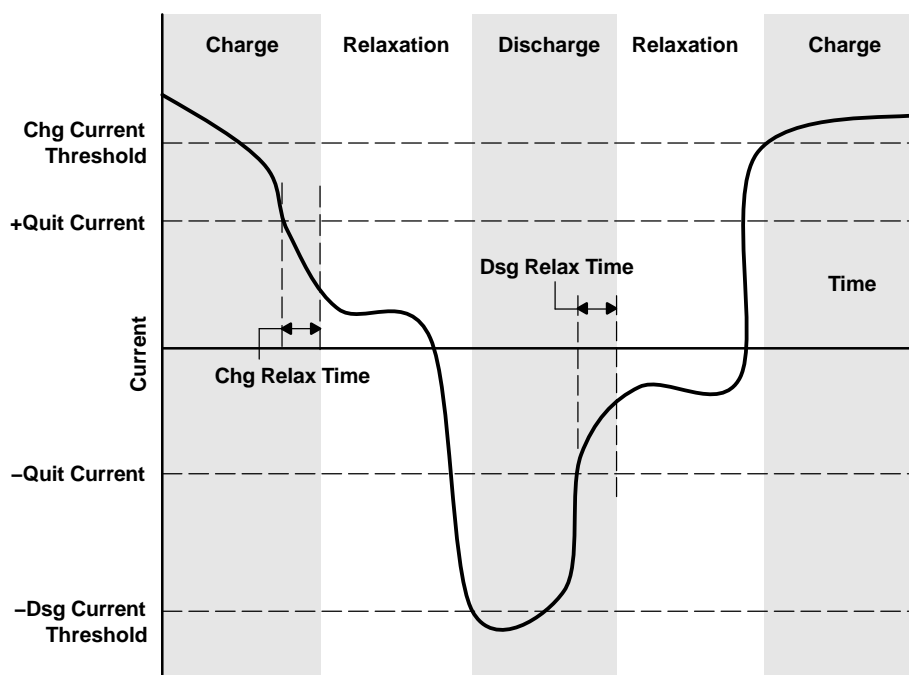 Charge
Relaxation
Discharge
Relaxation
Charge
Chg Current
Threshold
+Quit Current
Dsg Relax Time
Time
Current
Chg Relax Time
−Quit Current
−Dsg Current
Threshold